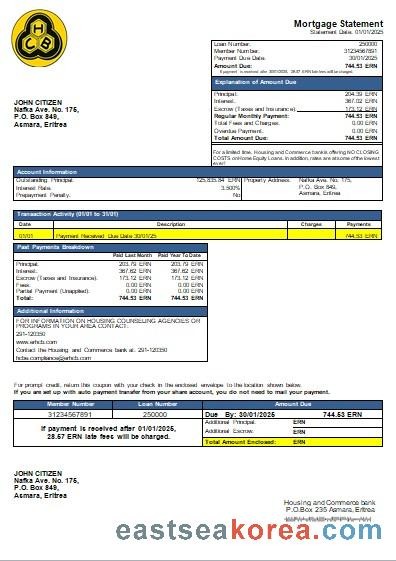 HCB
Mortgage Statement
Statement Date: 01/01/2025
Loan Number: 250000
Member Number: 31234567891
Payment Due Date: 30/01/2025
Amount Due: 744.53 ERN
If payment is received after 30/01/2025, 28.57 ERN late fees will be charged.
Explanation of Amount Due
Principal: 204.39 ERN
Interest: 367.02 ERN
Escrow (Taxes and Insurance): 173.12 ERN
Regular Monthly Payment: 744.53 ERN
Total Fees and Charges: 0.00 ERN
Overdue Payment: 0.00 ERN
Total Amount Due: 744.53 ERN
JOHN CITIZEN
Nafka Ave. No. 175,
P.O. Box 849,
Asmara, Eritrea
For a limited time, Housing and Commerce bank is offering NO CLOSING
COSTS on Home Equity Loans. In addition, rates are some of the lowest
ever!
Account Information
Outstanding Principal: 125,835.84 ERN
Interest Rate: 3.500%
Prepayment Penalty: No
Property Address: Nafka Ave. No. 175,
P.O. Box 849,
Asmara, Eritrea
Transaction Activity (01/01 to 31/01)
Date Description Charges Payments
01/01 Payment Received Due Date 30/01/25 744.53 ERN
Past Payments Breakdown
Paid Last Month Paid Year To Date
Principal: 203.79 ERN 203.79 ERN
Interest: 367.62 ERN 367.62 ERN
Escrow (Taxes and Insurance): 173.12 ERN 173.12 ERN
Fees: 0.00 ERN 0.00 ERN
Partial Payment (Unapplied): 0.00 ERN 0.00 ERN
Total: 744.53 ERN 744.53 ERN
Additional Information
FOR INFORMATION ON HOUSING COUNSELING AGENCIES OR
PROGRAMS IN YOUR AREA CONTACT:
291-120350
www.erhcb.com
Contact the Housing and Commerce bank at: 291-120350
hcbe.compliance@erhcb.com
For prompt credit, return this coupon with your check in the enclosed envelope to the location shown below.
If you are set up with auto payment transfer from your share account, you do not need to mail your payment.
Member Number Loan Number Amount Due
31234567891 250000 Due By: 30/01/2025 744.53 ERN
If payment is received after 01/01/2025,
28.57 ERN late fees will be charged.
Additional Principal: ERN
Additional Escrow: ERN
Total Amount Enclosed: ERN
JOHN CITIZEN
Nafka Ave. No. 175,
P.O. Box 849,
Asmara, Eritrea
Housing and Commerce bank
P.O.Box 235 Asmara, Eritrea
eastseakorea.com